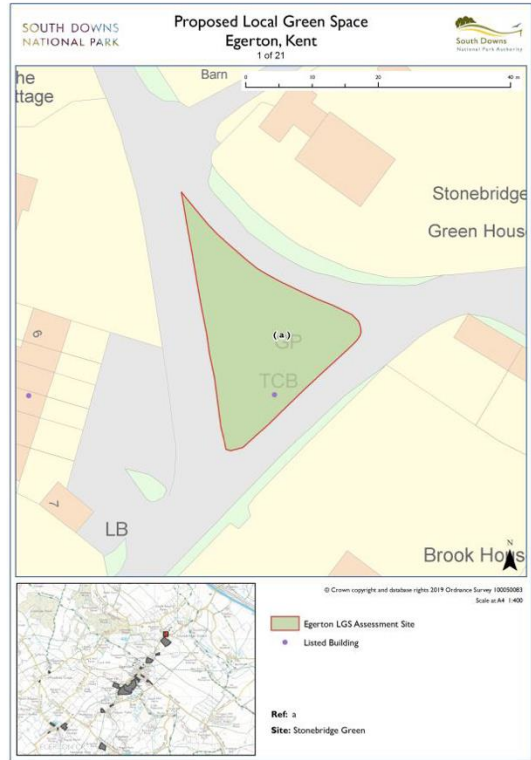 SOUTH DOWNS
NATIONAL PARK
Proposed Local Green Space
Egerton, Kent
1 of 21
South Downs
National Park Authority
he
ttage
Barn
0 10 20 40 m
Stonebridge
Green Hous
(a)
GP
TCB
6
7
LB
Brook Hous
N
© Crown copyright and database rights 2019 Ordnance Survey 100050083
Scale at A4 1:400
Egerton LGS Assessment Site
Listed Building
Ref: a
Site: Stonebridge Green